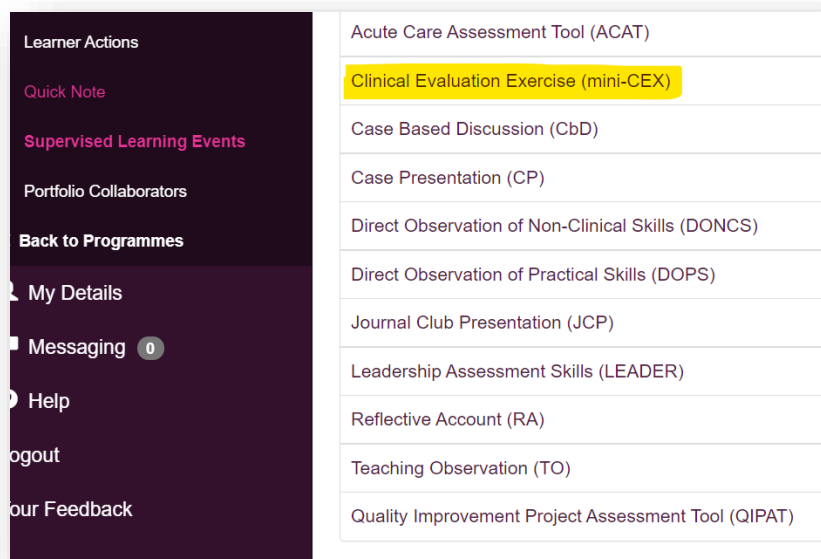 Learner Actions
Quick Note
Supervised Learning Events
Portfolio Collaborators
Back to Programmes
My Details
Messaging 0
Help
ogout
our Feedback
Acute Care Assessment Tool (ACAT)
Clinical Evaluation Exercise (mini-CEX)
Case Based Discussion (CbD)
Case Presentation (CP)
Direct Observation of Non-Clinical Skills (DONCS)
Direct Observation of Practical Skills (DOPS)
Journal Club Presentation (JCP)
Leadership Assessment Skills (LEADER)
Reflective Account (RA)
Teaching Observation (TO)
Quality Improvement Project Assessment Tool (QIPAT)